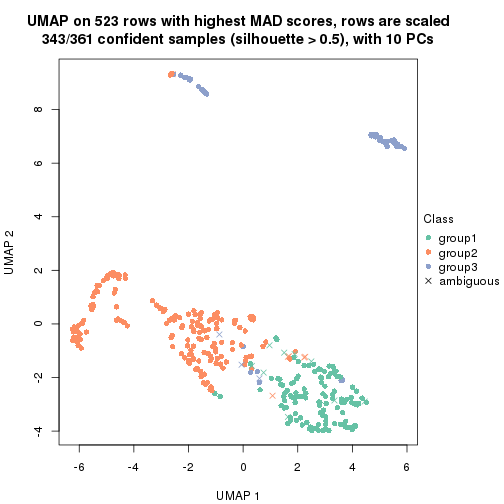 UMAP on 523 rows with highest MAD scores, rows are scaled
343/361 confident samples (silhouette > 0.5), with 10 PCs
8
6
4
2
0
-2
-4
UMAP 2
-6
-4
-2
0
2
4
6
UMAP 1
Class
group1
group2
group3
ambiguous